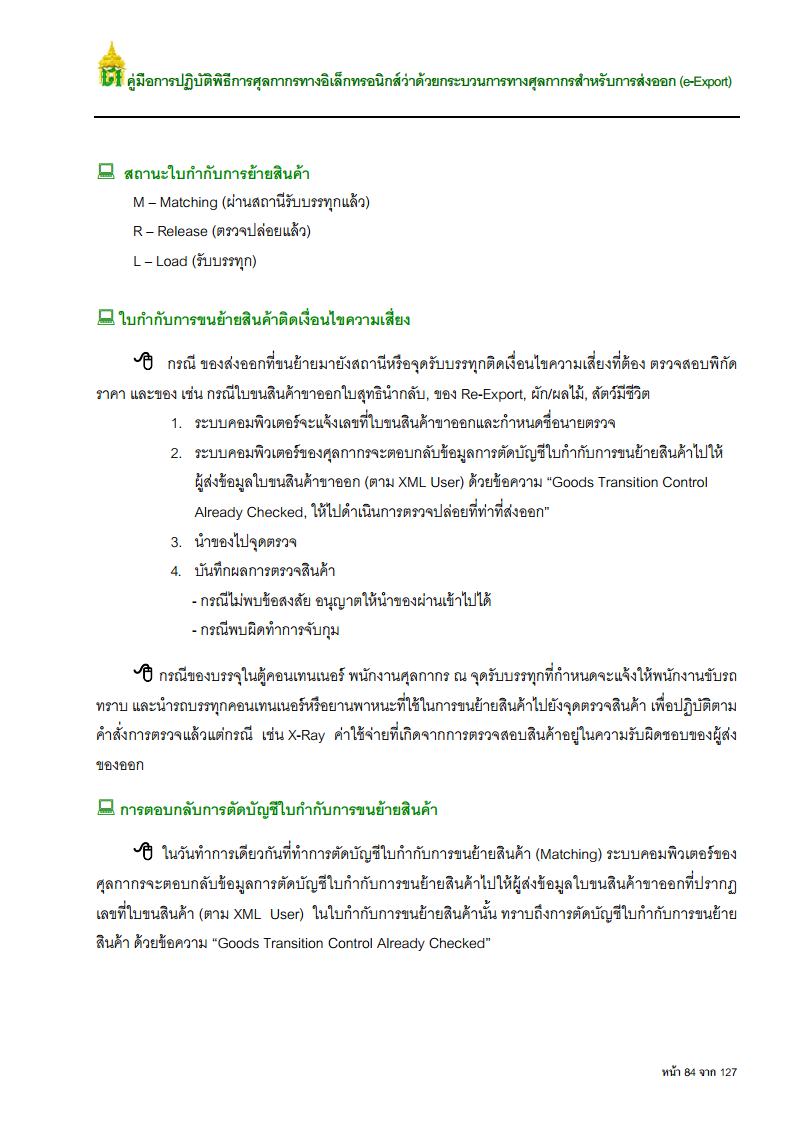 คู่มือการปฏิบัติพิธีการศุลกากรทางอิเล็กทรอนิกส์ว่าด้วยกระบวนการทางศุลกากรสำหรับการส่งออก (e-Export)
สถานะใบกำกับการย้ายสินค้า
M – Matching (ผ่านสถานีรับบรรทุกแล้ว)
R – Release (ตรวจปล่อยแล้ว)
L – Load (รับบรรทุก)
ใบกำกับการขนย้ายสินค้าติดเงื่อนไขความเสี่ยง
กรณี ของส่งออกที่ขนย้ายมายังสถานีหรือจุดรับบรรทุกติดเงื่อนไขความเสี่ยงที่ต้อง ตรวจสอบพิกัด
ราคา และของ เช่น กรณีใบขนสินค้าขาออกใบสุทธินำกลับ, ของ Re-Export, ผัก/ผลไม้, สัตว์มีชีวิต
1. ระบบคอมพิวเตอร์จะแจ้งเลขที่ใบขนสินค้าขาออกและกำหนดชื่อนายตรวจ
2. ระบบคอมพิวเตอร์ของศุลกากรจะตอบกลับข้อมูลการตัดบัญชีใบกำกับการขนย้ายสินค้าไปให้
ผู้ส่งข้อมูลใบขนสินค้าขาออก (ตาม XML User) ด้วยข้อความ “Goods Transition Control
Already Checked, ให้ไปดำเนินการตรวจปล่อยที่ท่าที่ส่งออก”
3. นำของไปจุดตรวจ
4. บันทึกผลการตรวจสินค้า
- กรณีไม่พบข้อสงสัย อนุญาตให้นำของผ่านเข้าไปได้
- กรณีพบผิดทำการจับกุม
กรณีของบรรจุในตู้คอนเทนเนอร์ พนักงานศุลกากร ณ จุดรับบรรทุกที่กำหนดจะแจ้งให้พนักงานขับรถ
ทราบ และนำรถบรรทุกคอนเทนเนอร์หรือยานพาหนะที่ใช้ในการขนย้ายสินค้าไปยังจุดตรวจสินค้า เพื่อปฏิบัติตาม
คำสั่งการตรวจแล้วแต่กรณี เช่น X-Ray ค่าใช้จ่ายที่เกิดจากการตรวจสอบสินค้าอยู่ในความรับผิดชอบของผู้ส่ง
ของออก
การตอบกลับการตัดบัญชีใบกำกับการขนย้ายสินค้า
ในวันทำการเดียวกันที่ทำการตัดบัญชีใบกำกับการขนย้ายสินค้า (Matching) ระบบคอมพิวเตอร์ของ
ศุลกากรจะตอบกลับข้อมูลการตัดบัญชีใบกำกับการขนย้ายสินค้าไปให้ผู้ส่งข้อมูลใบขนสินค้าขาออกที่ปรากฏ
เลขที่ใบขนสินค้า (ตาม XML User) ในใบกำกับการขนย้ายสินค้านั้น ทราบถึงการตัดบัญชีใบกำกับการขนย้าย
สินค้า ด้วยข้อความ “Goods Transition Control Already Checked”
หน้า 84 จาก 127